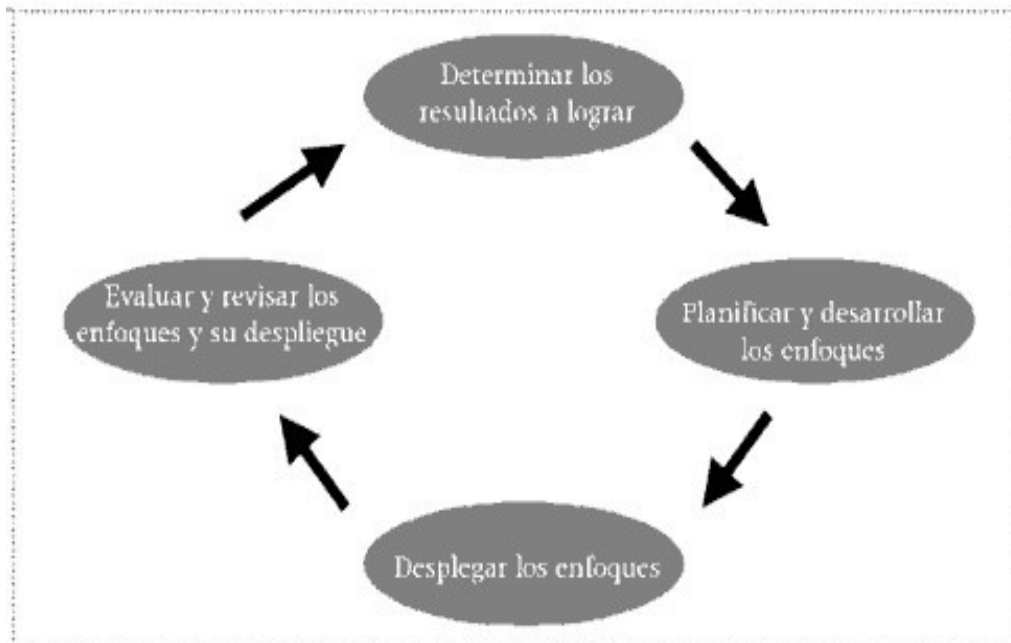 Determinar los
resultados a lograr
Planificar y desarrollar
los enfoques
Desplegar los enfoques
Evaluar y revisar los
enfoques y su despliegue